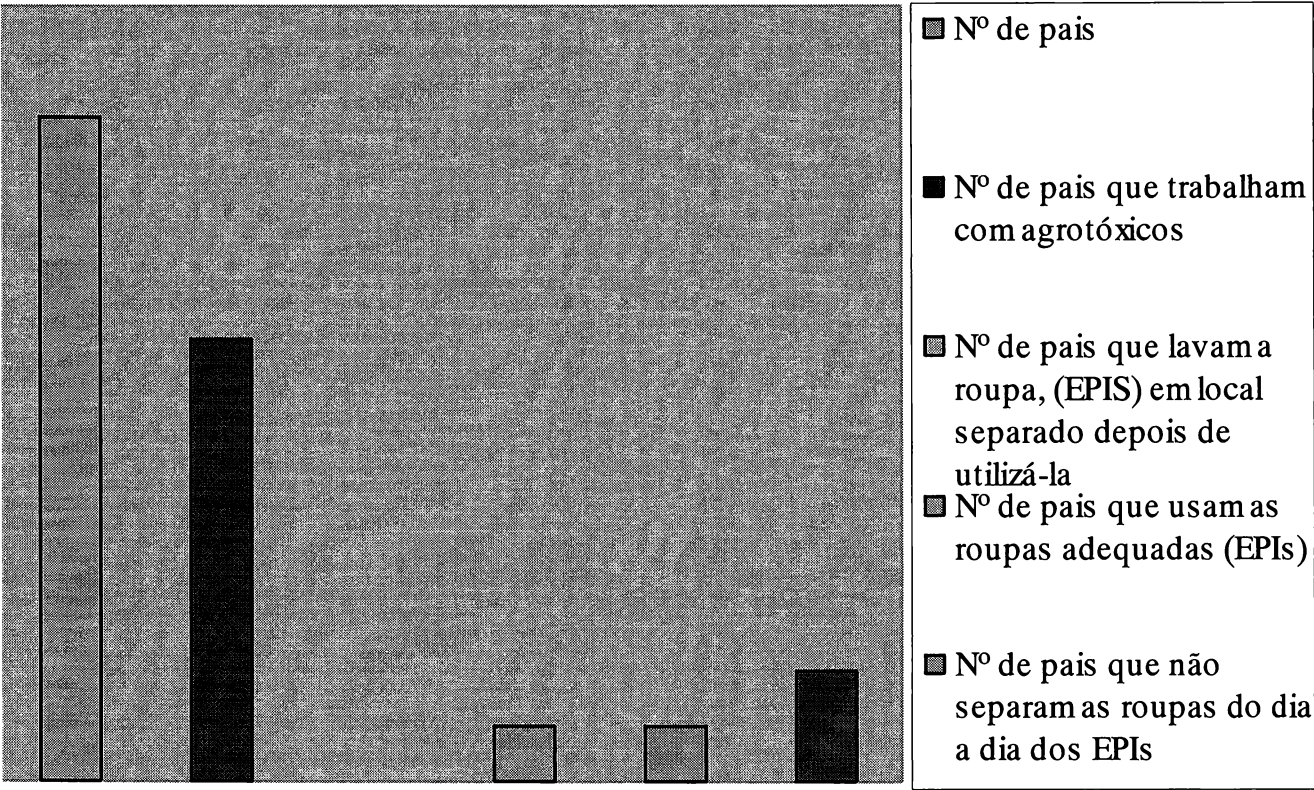 Nº de pais
Nº de pais que trabalham
com agrotóxicos
Nº de pais que lavam a
roupa, (EPIS) em local
separado depois de
utilizá-la
Nº de pais que usam as
roupas adequadas (EPIs)
Nº de pais que não
separam as roupas do dia
a dia dos EPIs